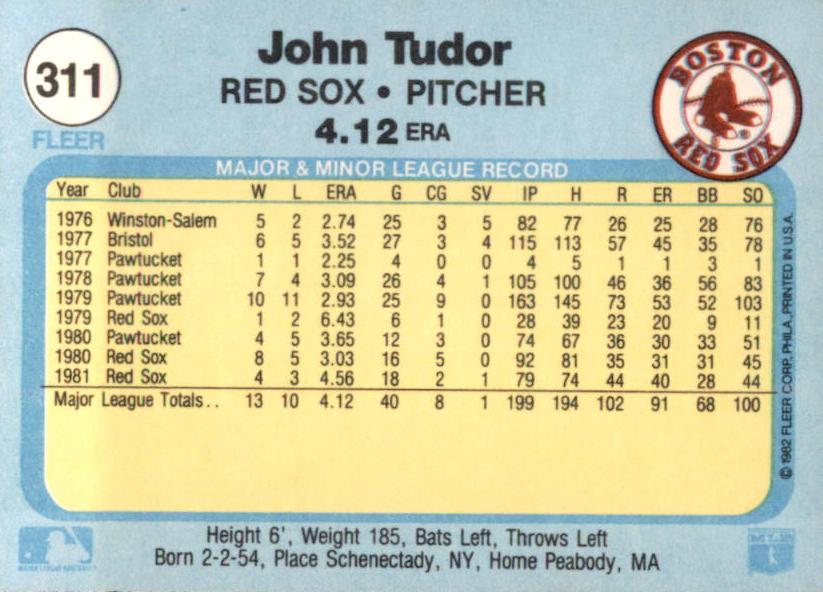 311
FLEER
John Tudor
RED SOX • PITCHER
4.12 ERA
BOSTON
RED SOX
®
MAJOR & MINOR LEAGUE RECORD
Year Club W L ERA G CG SV IP H R ER BB SO
1976 Winston-Salem 5 2 2.74 25 3 5 82 77 26 25 28 76
1977 Bristol 6 5 3.52 27 3 4 115 113 57 45 35 78
1977 Pawtucket 1 1 2.25 4 0 0 4 5 1 1 3 1
1978 Pawtucket 7 4 3.09 26 4 1 105 100 46 36 56 83
1979 Pawtucket 10 11 2.93 25 9 0 163 145 73 53 52 103
1979 Red Sox 1 2 6.43 6 1 0 28 39 23 20 9 11
1980 Pawtucket 4 5 3.65 12 3 0 74 67 36 30 33 51
1980 Red Sox 8 5 3.03 16 5 0 92 81 35 31 31 45
1981 Red Sox 4 3 4.56 18 2 1 79 74 44 40 28 44
Major League Totals.. 13 10 4.12 40 8 1 199 194 102 91 68 100
© 1982 FLEER CORP. PHILA. PRINTED IN U.S.A.
Height 6', Weight 185, Bats Left, Throws Left
Born 2-2-54, Place Schenectady, NY, Home Peabody, MA
MAJOR LEAGUE BASEBALL